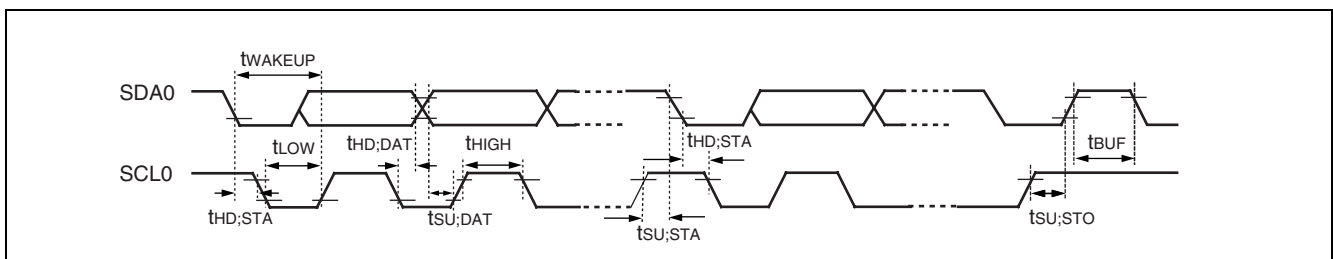 tWAKEUP
SDA0
tHD;DAT
tHD;STA
tLOW
tHIGH
tBUF
SCL0
tHD;STA
tSU;DAT
tSU;STA
tSU;STO